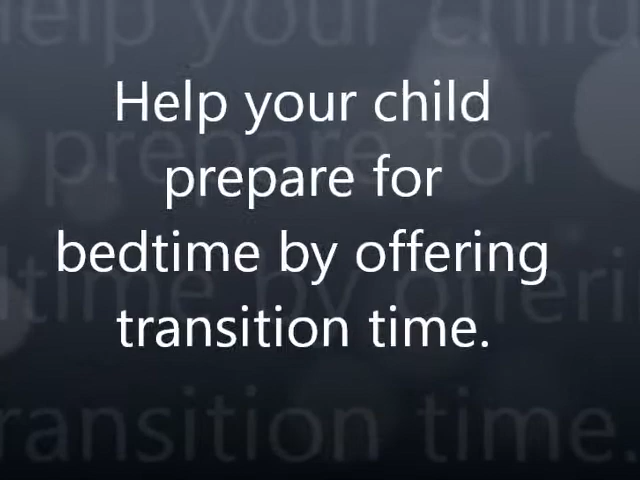 Help your child
prepare for
bedtime by offering
transition time.